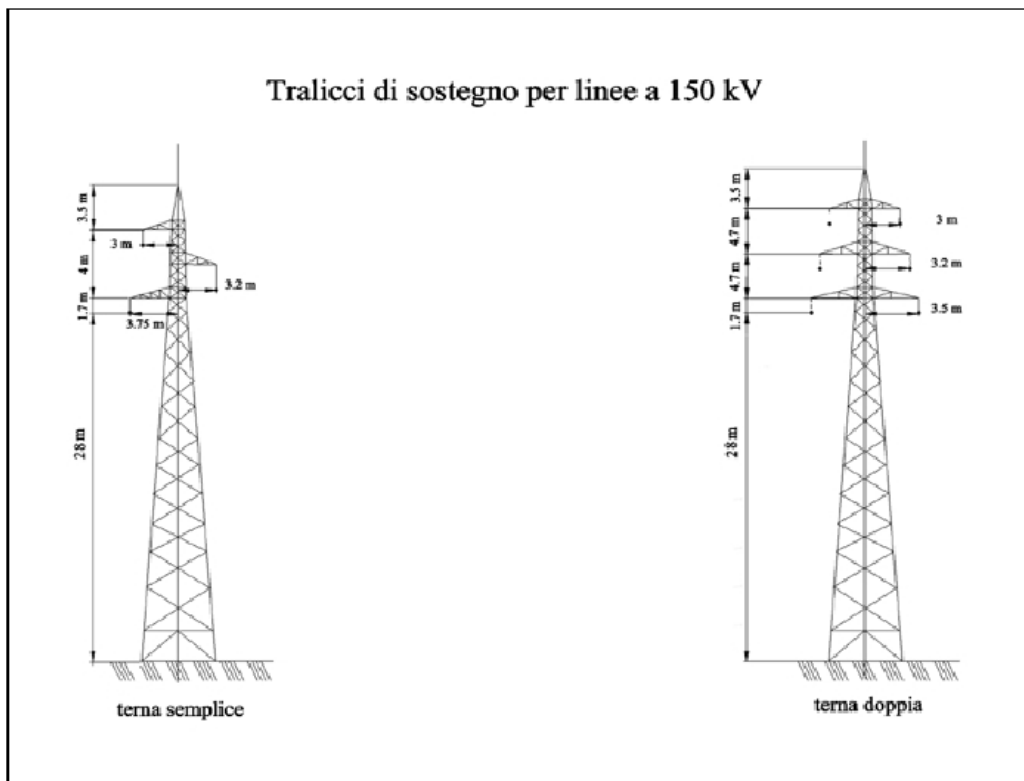 Tralicci di sostegno per linee a 150 kV
3.5 m
3 m
4 m
3.2 m
1.7 m
3.75 m
28 m
terna semplice
3.5 m
3 m
4.7 m
3.2 m
4.7 m
3.5 m
1.7 m
28 m
terna doppia